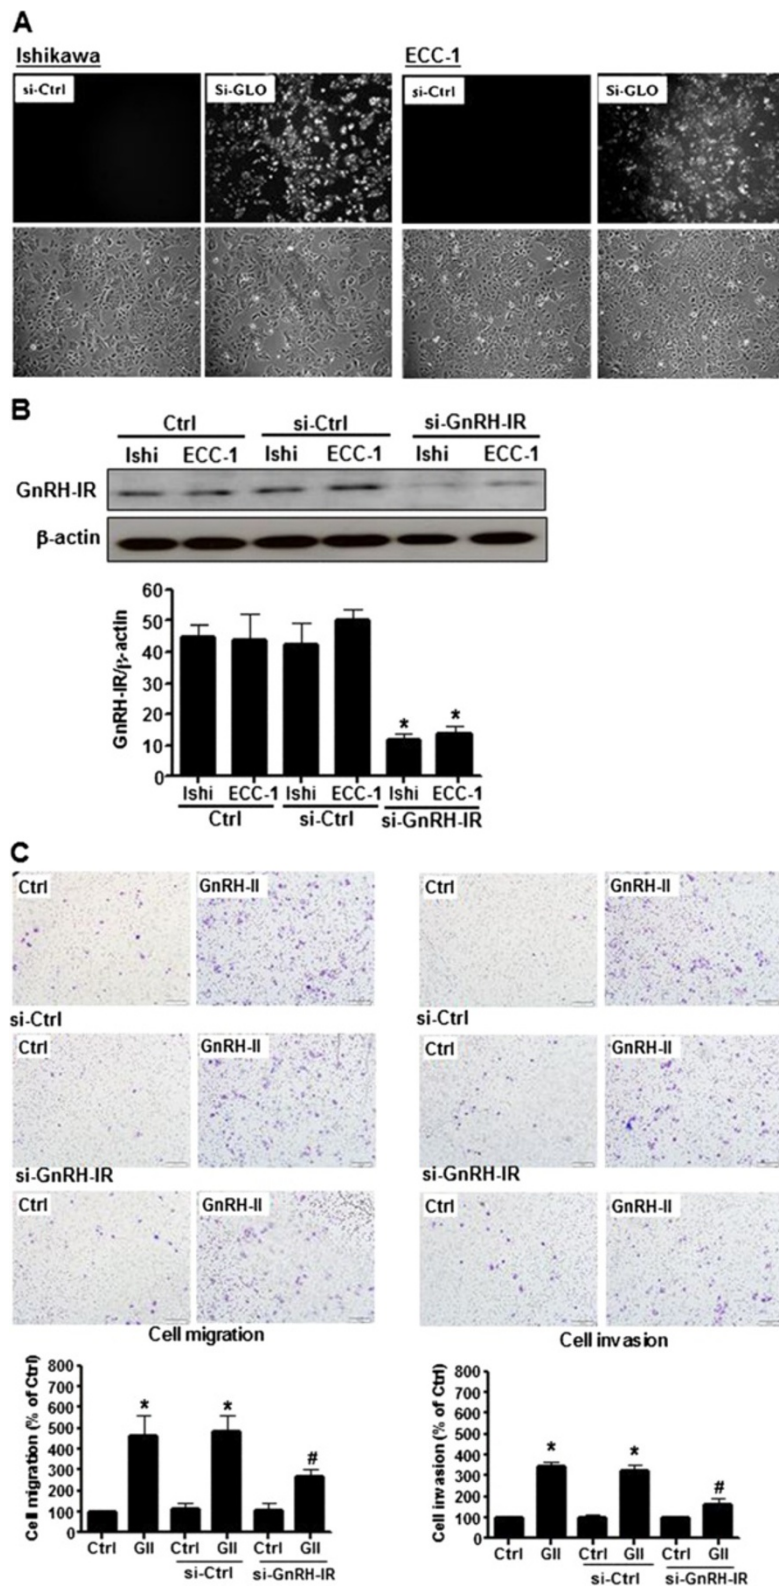 A
Ishikawa
ECC-1
si-Ctrl
Si-GLO
si-Ctrl
Si-GLO
B
Ctrl
si-Ctrl
si-GnRH-IR
Ishi ECC-1 Ishi ECC-1 Ishi ECC-1
GnRH-IR
β-actin
GnRH-IR/β-actin
60
50
40
30
20
10
0
* *
Ishi ECC-1 Ishi ECC-1 Ishi ECC-1
Ctrl si-Ctrl si-GnRH-IR
C
Ctrl
GnRH-II
Ctrl
GnRH-II
si-Ctrl
si-Ctrl
Ctrl
GnRH-II
Ctrl
GnRH-II
si-GnRH-IR
si-GnRH-IR
Ctrl
GnRH-II
Ctrl
GnRH-II
Cell migration
Cell invasion
Cell migration (% of Ctrl)
800
700
600
500
400
300
200
100
0
* * #
Ctrl GII Ctrl GII Ctrl GII
si-Ctrl si-GnRH-IR
Cell invasion (% of Ctrl)
800
700
600
500
400
300
200
100
0
* * #
Ctrl GII Ctrl GII Ctrl GII
si-Ctrl si-GnRH-IR